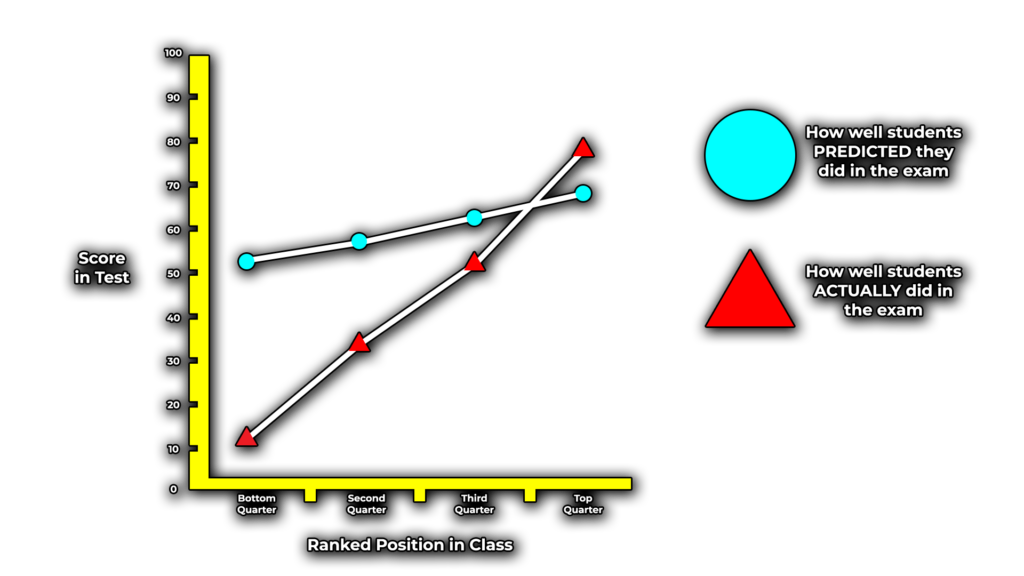 100
90
80
70
60
50
40
30
20
10
0
Score
in Test
Bottom
Quarter
Second
Quarter
Third
Quarter
Top
Quarter
Ranked Position in Class
How well students
PREDICTED they
did in the exam
How well students
ACTUALLY did in
the exam